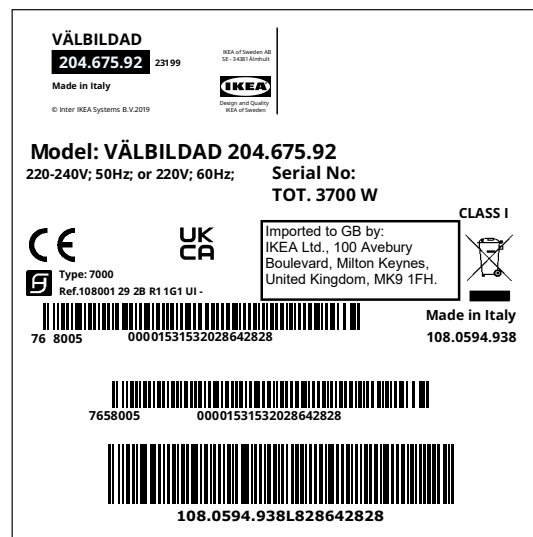 VÄLBILDAD
204.675.92 23199
Made in Italy
© Inter IKEA Systems B.V.2019
IKEA of Sweden AB
SE - 34381 Älmhult
IKEA
Design and Quality
IKEA of Sweden
Model: VÄLBILDAD 204.675.92
220-240V; 50Hz; or 220V; 60Hz;
Serial No:
TOT. 3700 W
CLASS I
CE
UK
CA
Imported to GB by:
IKEA Ltd., 100 Avebury
Boulevard, Milton Keynes,
United Kingdom, MK9 1FH.
Type: 7000
Ref.108001 29 2B R1 1G1 UI -
Made in Italy
108.0594.938
76 8005 00001531532028642828
7658005 00001531532028642828
108.0594.938L828642828